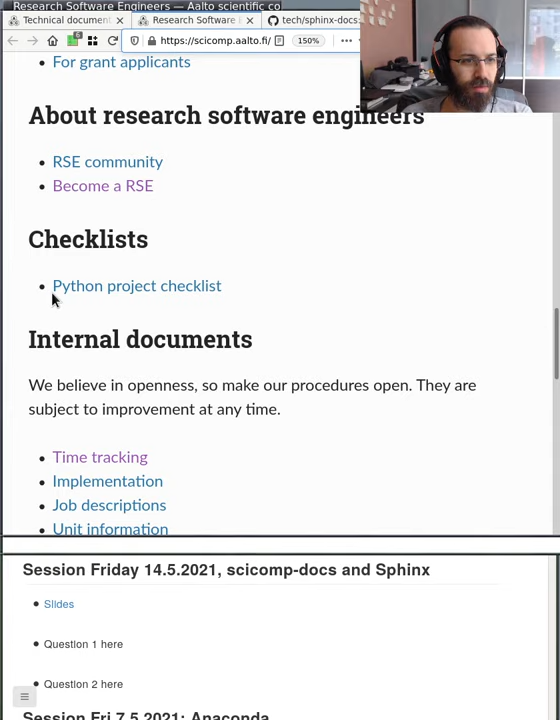 Research Software Engineers — Aalto scientific co
Technical document
Research Software E
tech/sphinx-docs:
6
https://scicomp.aalto.fi/
150%
For grant applicants
About research software engineers
RSE community
Become a RSE
Checklists
Python project checklist
Internal documents
We believe in openness, so make our procedures open. They are
subject to improvement at any time.
Time tracking
Implementation
Job descriptions
Unit information
Session Friday 14.5.2021, scicomp-docs and Sphinx
Slides
Question 1 here
Question 2 here
Session Fri 7.5.2021: Anaconda